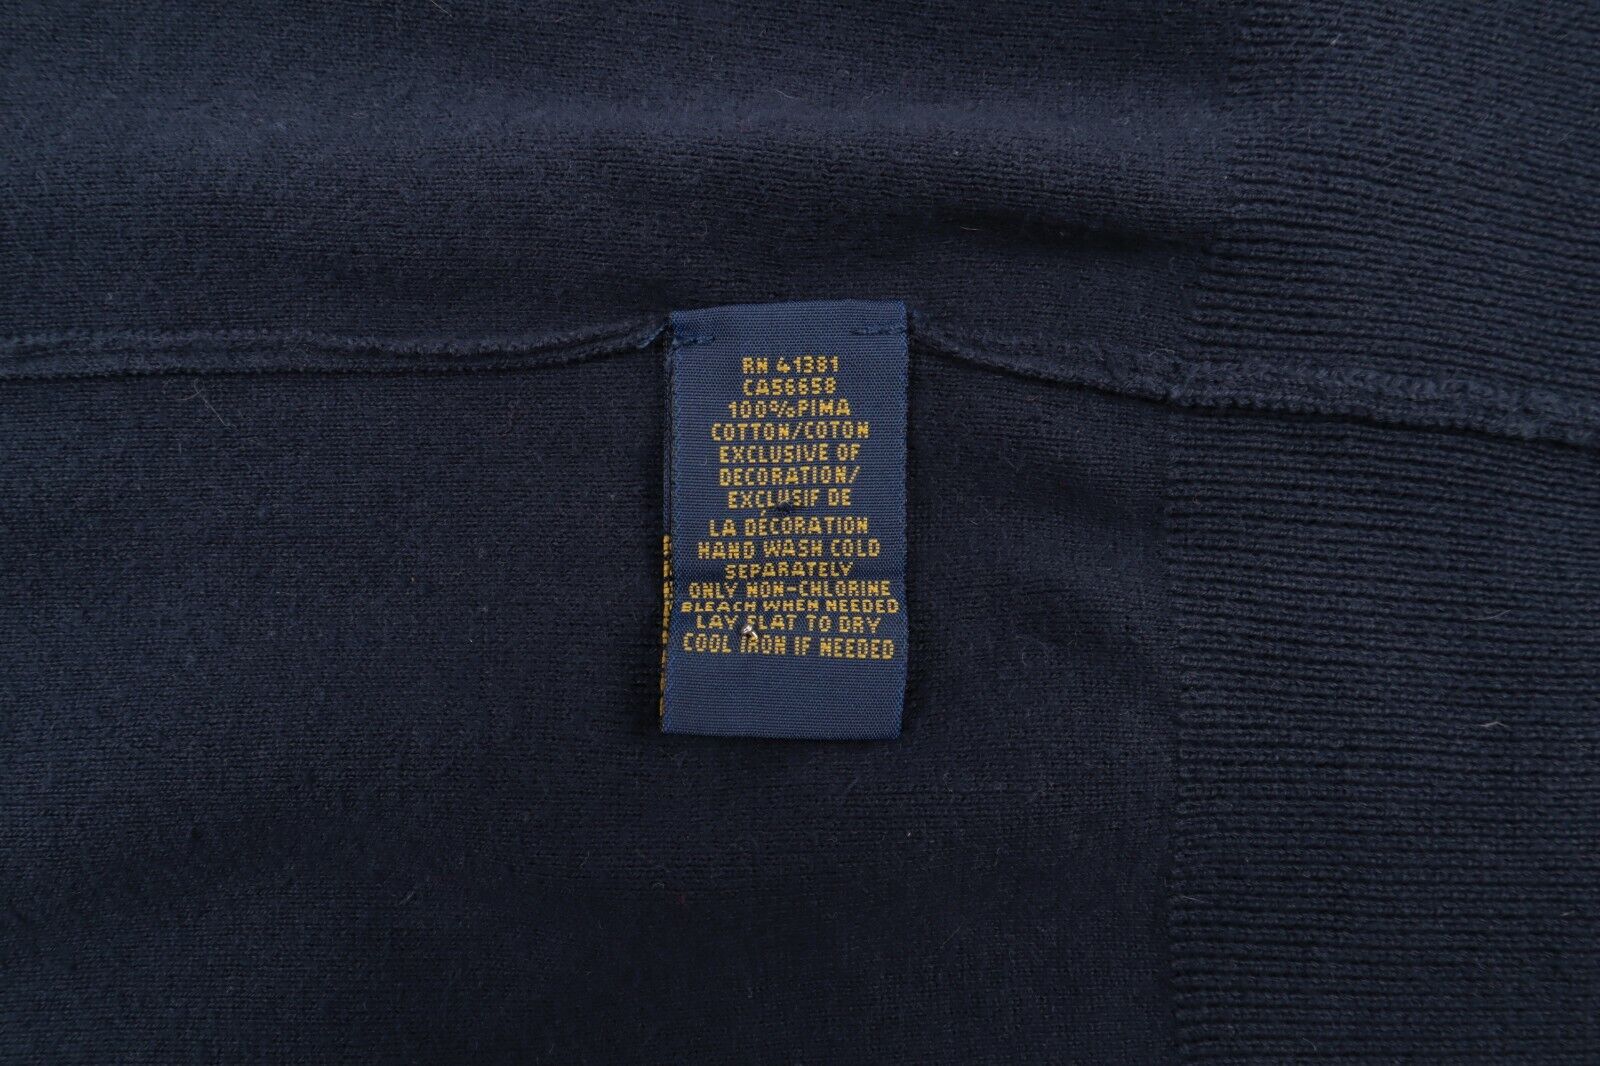 RN 41381
CA56658
100% PIMA
COTTON/COTON
EXCLUSIVE OF
DECORATION/
EXCLUSIF DE
LA DÉCORATION
HAND WASH COLD
SEPARATELY
ONLY NON-CHLORINE
BLEACH WHEN NEEDED
LAY FLAT TO DRY
COOL IRON IF NEEDED